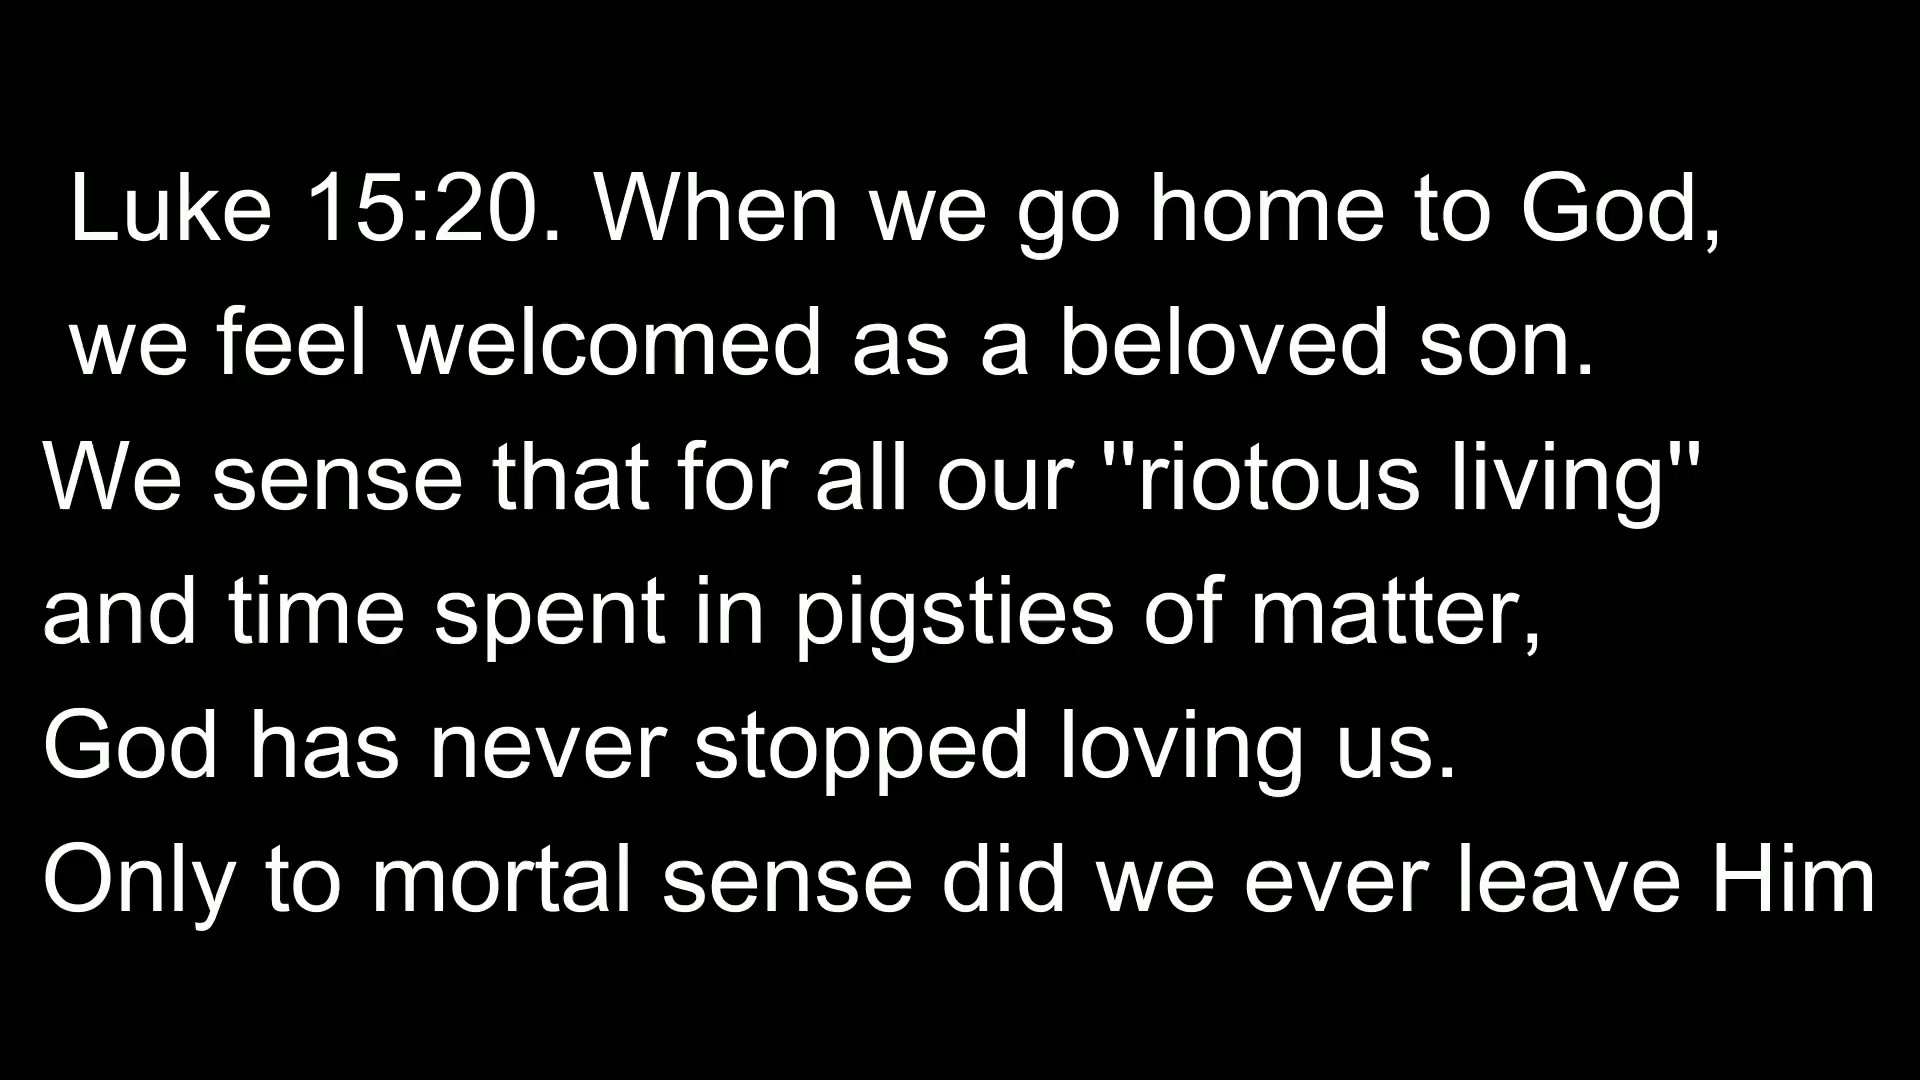 Luke 15:20. When we go home to God,
we feel welcomed as a beloved son.
We sense that for all our "riotous living"
and time spent in pigsties of matter,
God has never stopped loving us.
Only to mortal sense did we ever leave Him